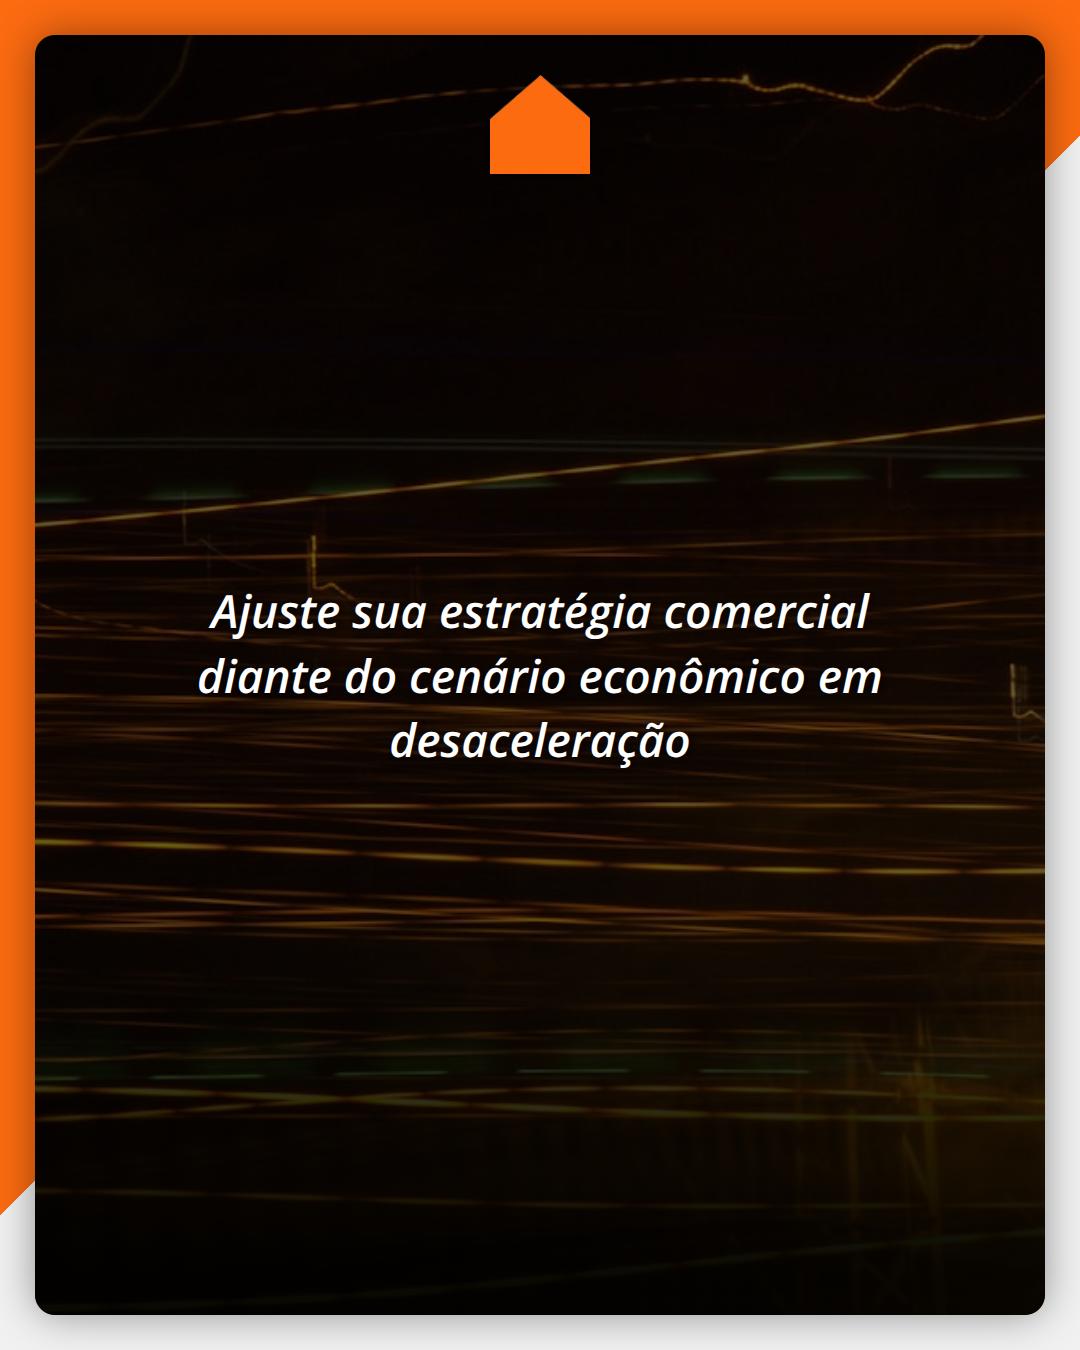 Ajuste sua estratégia comercial
diante do cenário econômico em
desaceleração